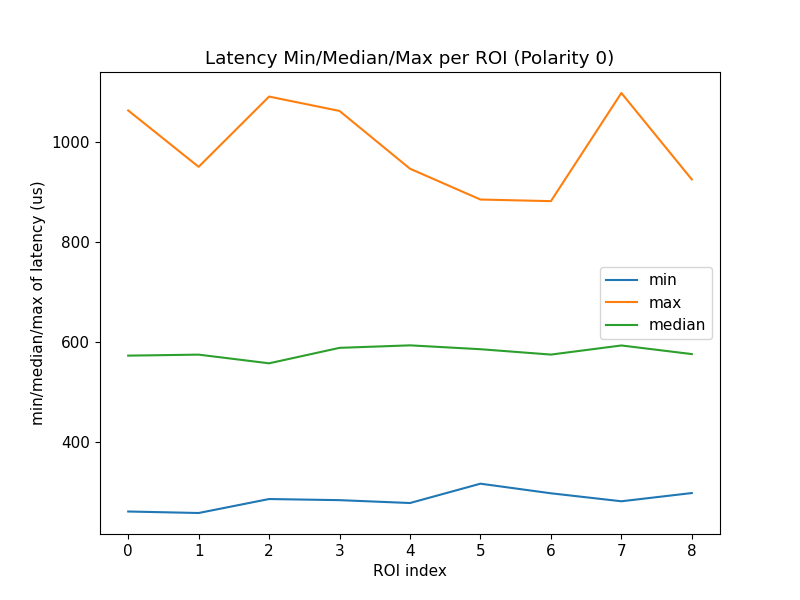 Latency Min/Median/Max per ROI (Polarity 0)
min/median/max of latency (us)
1000
800
600
400
min
max
median
0 1 2 3 4 5 6 7 8
ROI index